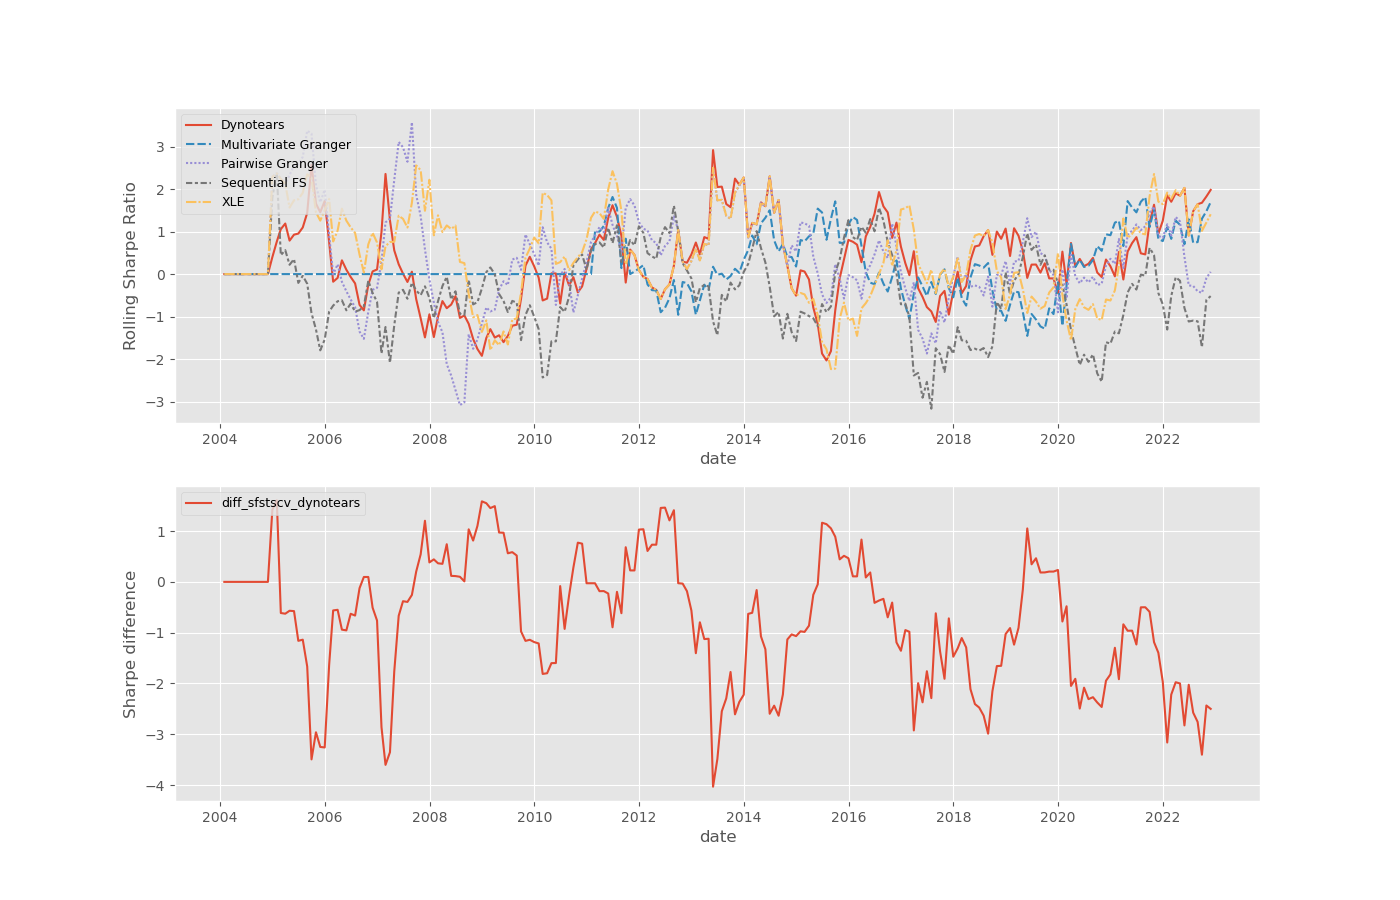 Rolling Sharpe Ratio
3
2
1
0
−1
−2
−3
Dynotears
Multivariate Granger
Pairwise Granger
Sequential FS
XLE
2004 2006 2008 2010 2012 2014 2016 2018 2020 2022
date
Sharpe difference
1
0
−1
−2
−3
−4
diff_sfstscv_dynotears
2004 2006 2008 2010 2012 2014 2016 2018 2020 2022
date